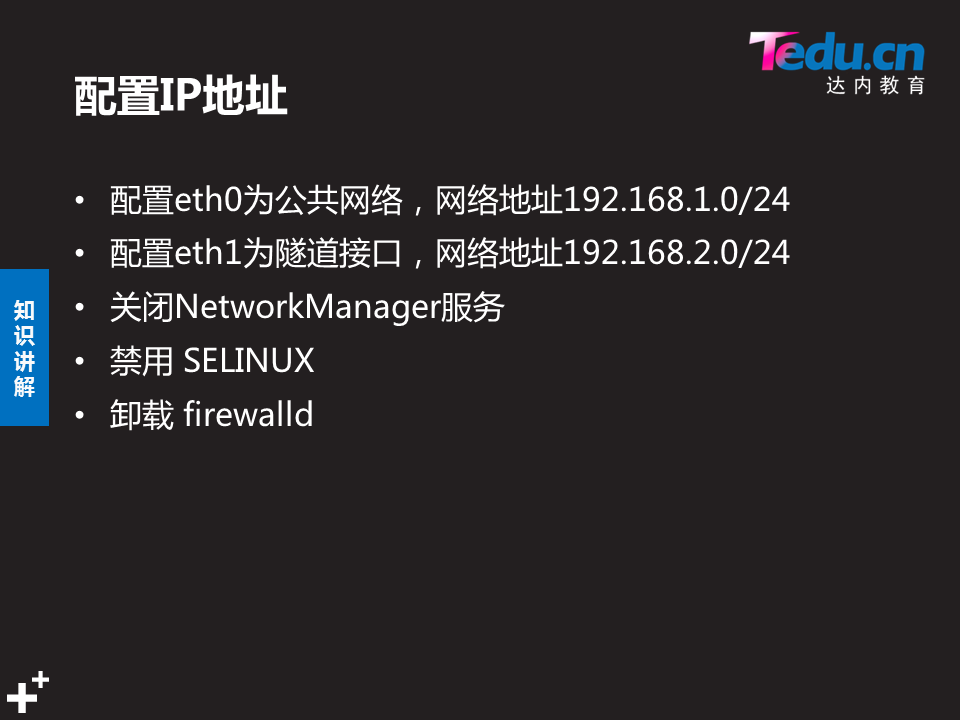 Tedu.cn
达内教育
配置IP地址
• 配置eth0为公共网络，网络地址192.168.1.0/24
• 配置eth1为隧道接口，网络地址192.168.2.0/24
• 关闭NetworkManager服务
• 禁用 SELINUX
• 卸载 firewalld
知识讲解